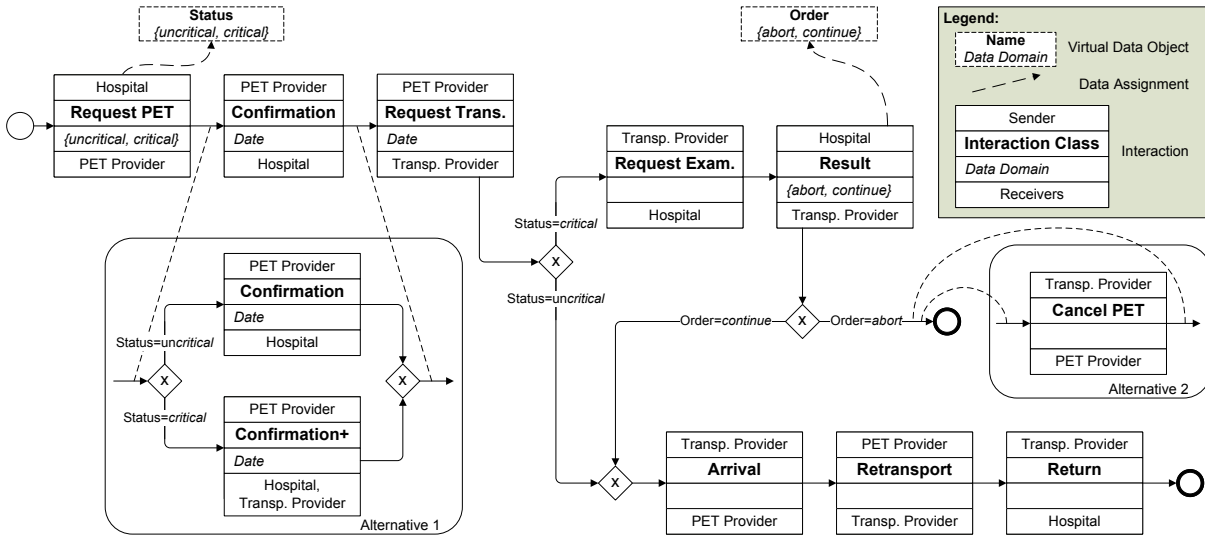 Status
{uncritical, critical}
Order
{abort, continue}
Legend:
Name
Data Domain
Virtual Data Object
Data Assignment
Sender
Interaction Class
Data Domain
Receivers
Interaction
Hospital
Request PET
{uncritical, critical}
PET Provider
PET Provider
Confirmation
Date
Hospital
PET Provider
Request Trans.
Date
Transp. Provider
Transp. Provider
Request Exam.
Hospital
Hospital
Result
{abort, continue}
Transp. Provider
Status=critical
X
Status=uncritical
PET Provider
Confirmation
Date
Hospital
Status=uncritical
X
X
Status=critical
PET Provider
Confirmation+
Date
Hospital,
Transp. Provider
Alternative 1
Order=continue
X
Order=abort
Transp. Provider
Cancel PET
PET Provider
Alternative 2
X
Transp. Provider
Arrival
PET Provider
PET Provider
Retransport
Transp. Provider
Transp. Provider
Return
Hospital